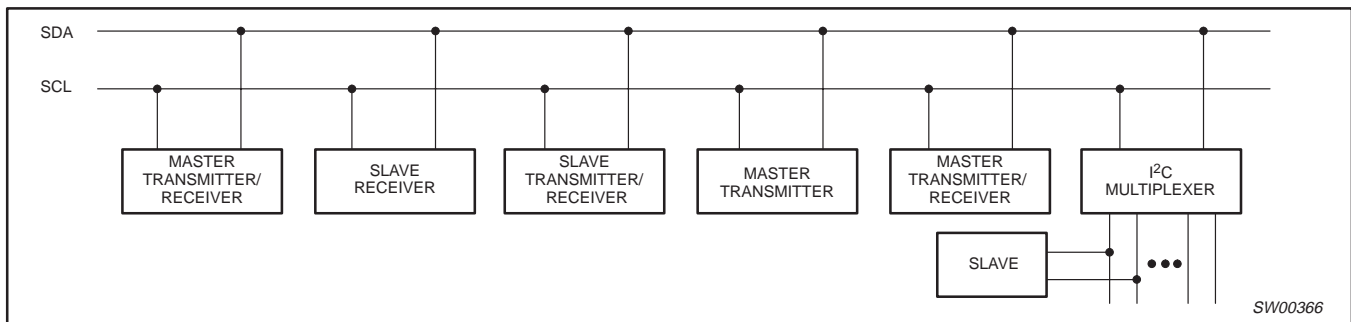 SDA
SCL
MASTER
TRANSMITTER/
RECEIVER
SLAVE
RECEIVER
SLAVE
TRANSMITTER/
RECEIVER
MASTER
TRANSMITTER
MASTER
TRANSMITTER/
RECEIVER
I²C
MULTIPLEXER
SLAVE
SW00366